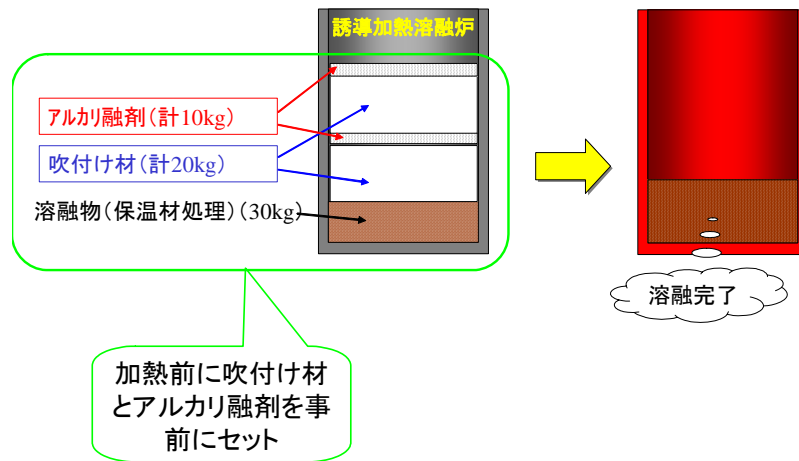 誘導加熱溶融炉
アルカリ融剤(計10kg)
吹付け材(計20kg)
溶融物(保温材処理)(30kg)
溶融完了
加熱前に吹付け材
とアルカリ融剤を事
前にセット